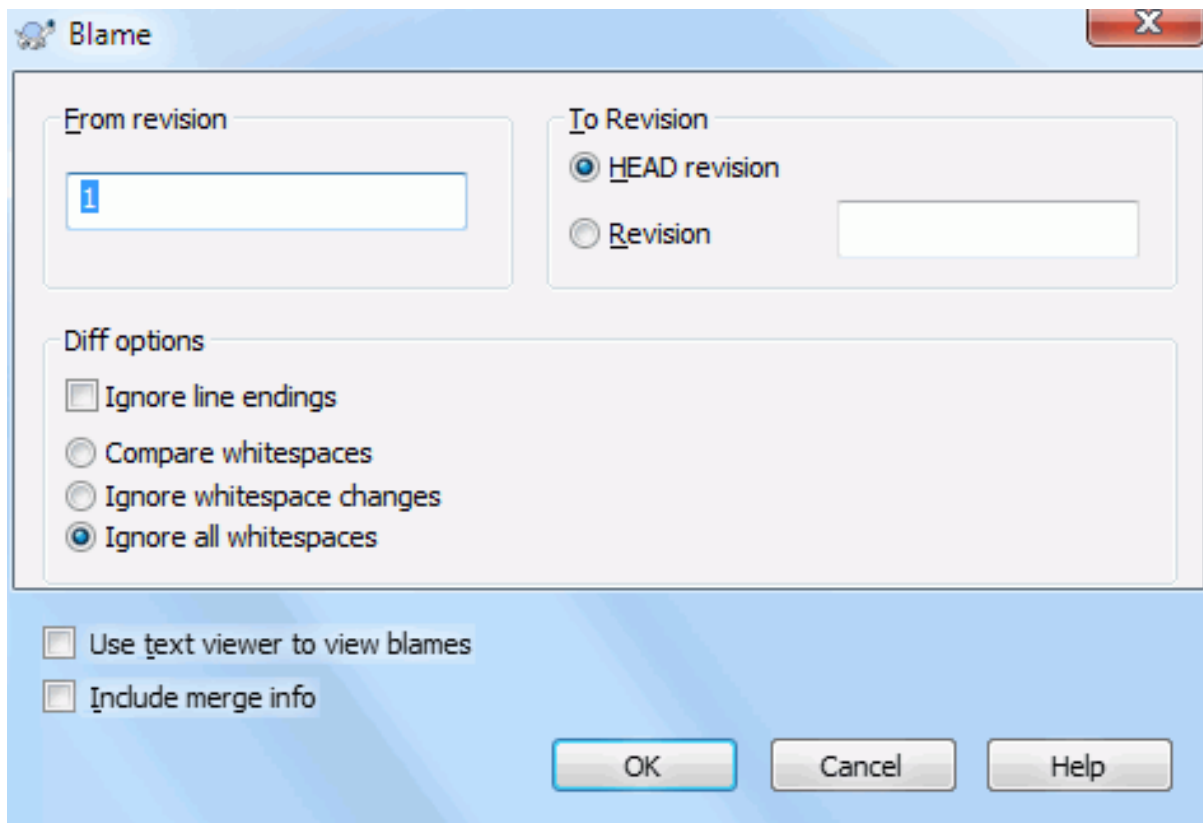 Blame
From revision
1
To Revision
HEAD revision
Revision
Diff options
Ignore line endings
Compare whitespaces
Ignore whitespace changes
Ignore all whitespaces
Use text viewer to view blames
Include merge info
OK Cancel Help